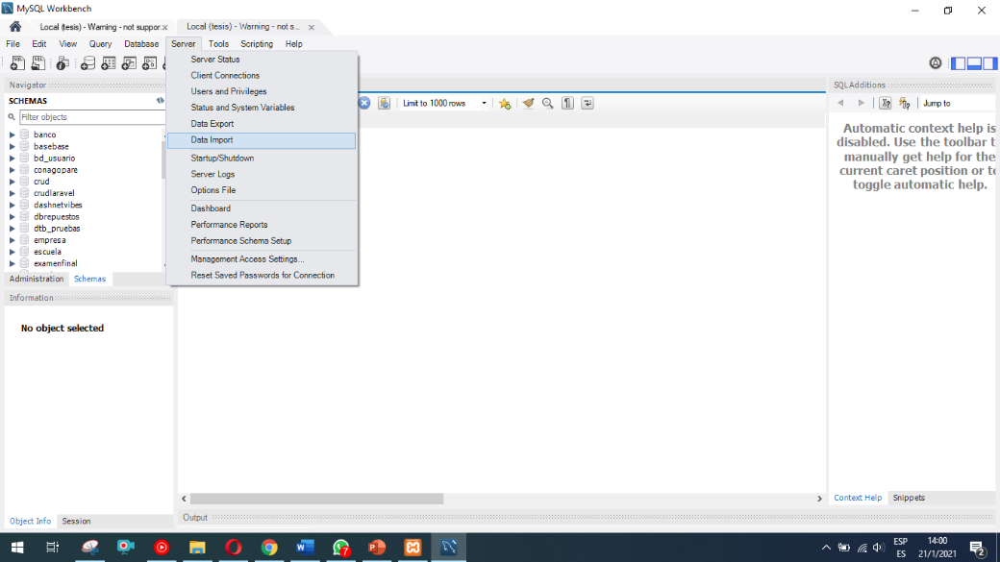 MySQL Workbench
Local (tesis) - Warning - not suppor.x
Local (tesis) - Warning - not s... x
File Edit View Query Database Server Tools Scripting Help
Server Status
Client Connections
Users and Privileges
Status and System Variables
Data Export
Data Import
Startup/Shutdown
Server Logs
Options File
Dashboard
Performance Reports
Performance Schema Setup
Management Access Settings...
Reset Saved Passwords for Connection
Navigator
SCHEMAS
Filter objects
banco
basebase
bd_usuario
conagopare
crud
crudlaravel
dashnetvibes
dbrepuestos
dtb_pruebas
empresa
escuela
examenfinal
Administration Schemas
Information
No object selected
Object Info Session
Limit to 1000 rows
Output
SQLAdditions
Jump to
Automatic context help is
disabled. Use the toolbar t
manually get help for the
current caret position or to
toggle automatic help.
Context Help Snippets
7
ESP
ES
14:00
21/1/2021
2